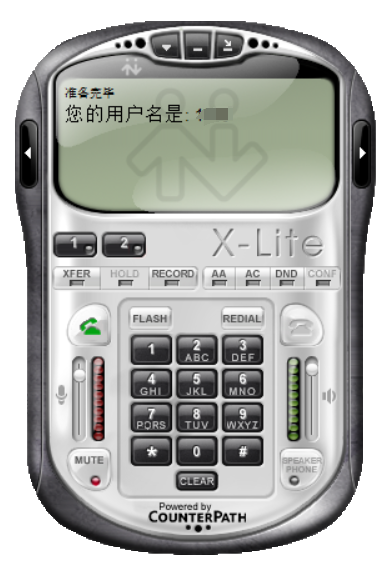 准备完毕
您的用户名是:
1 2
X-Lite
XFER HOLD RECORD AA AC DND CONF
FLASH REDIAL
1 2 ABC 3 DEF
4 GHI 5 JKL 6 MNO
7 PQRS 8 TUV 9 WXYZ
* 0 #
MUTE CLEAR SPEAKER PHONE
Powered by
COUNTERPATH